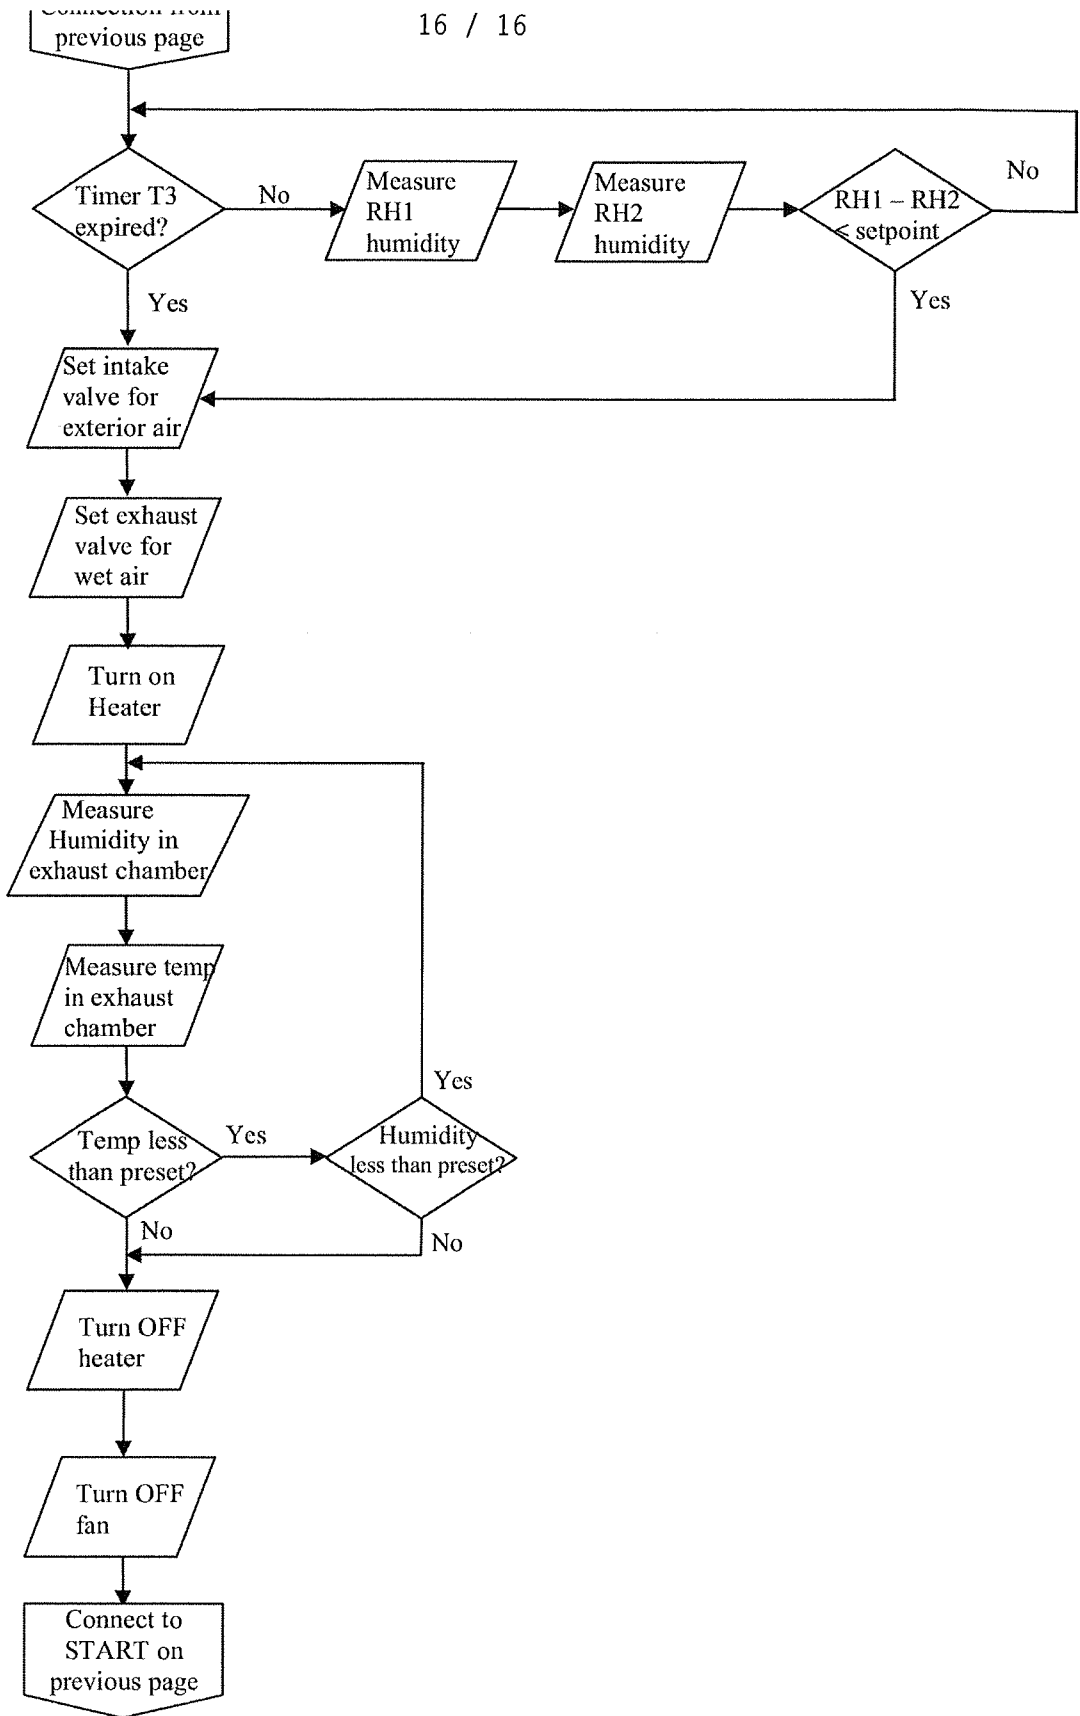 Connection from
previous page
16 / 16
Timer T3
expired?
No
Measure
RH1
humidity
Measure
RH2
humidity
RH1 – RH2
< setpoint
No
Yes
Yes
Set intake
valve for
exterior air
Set exhaust
valve for
wet air
Turn on
Heater
Measure
Humidity in
exhaust chamber
Measure temp
in exhaust
chamber
Temp less
than preset?
Yes
Humidity
less than preset?
Yes
No
No
Turn OFF
heater
Turn OFF
fan
Connect to
START on
previous page